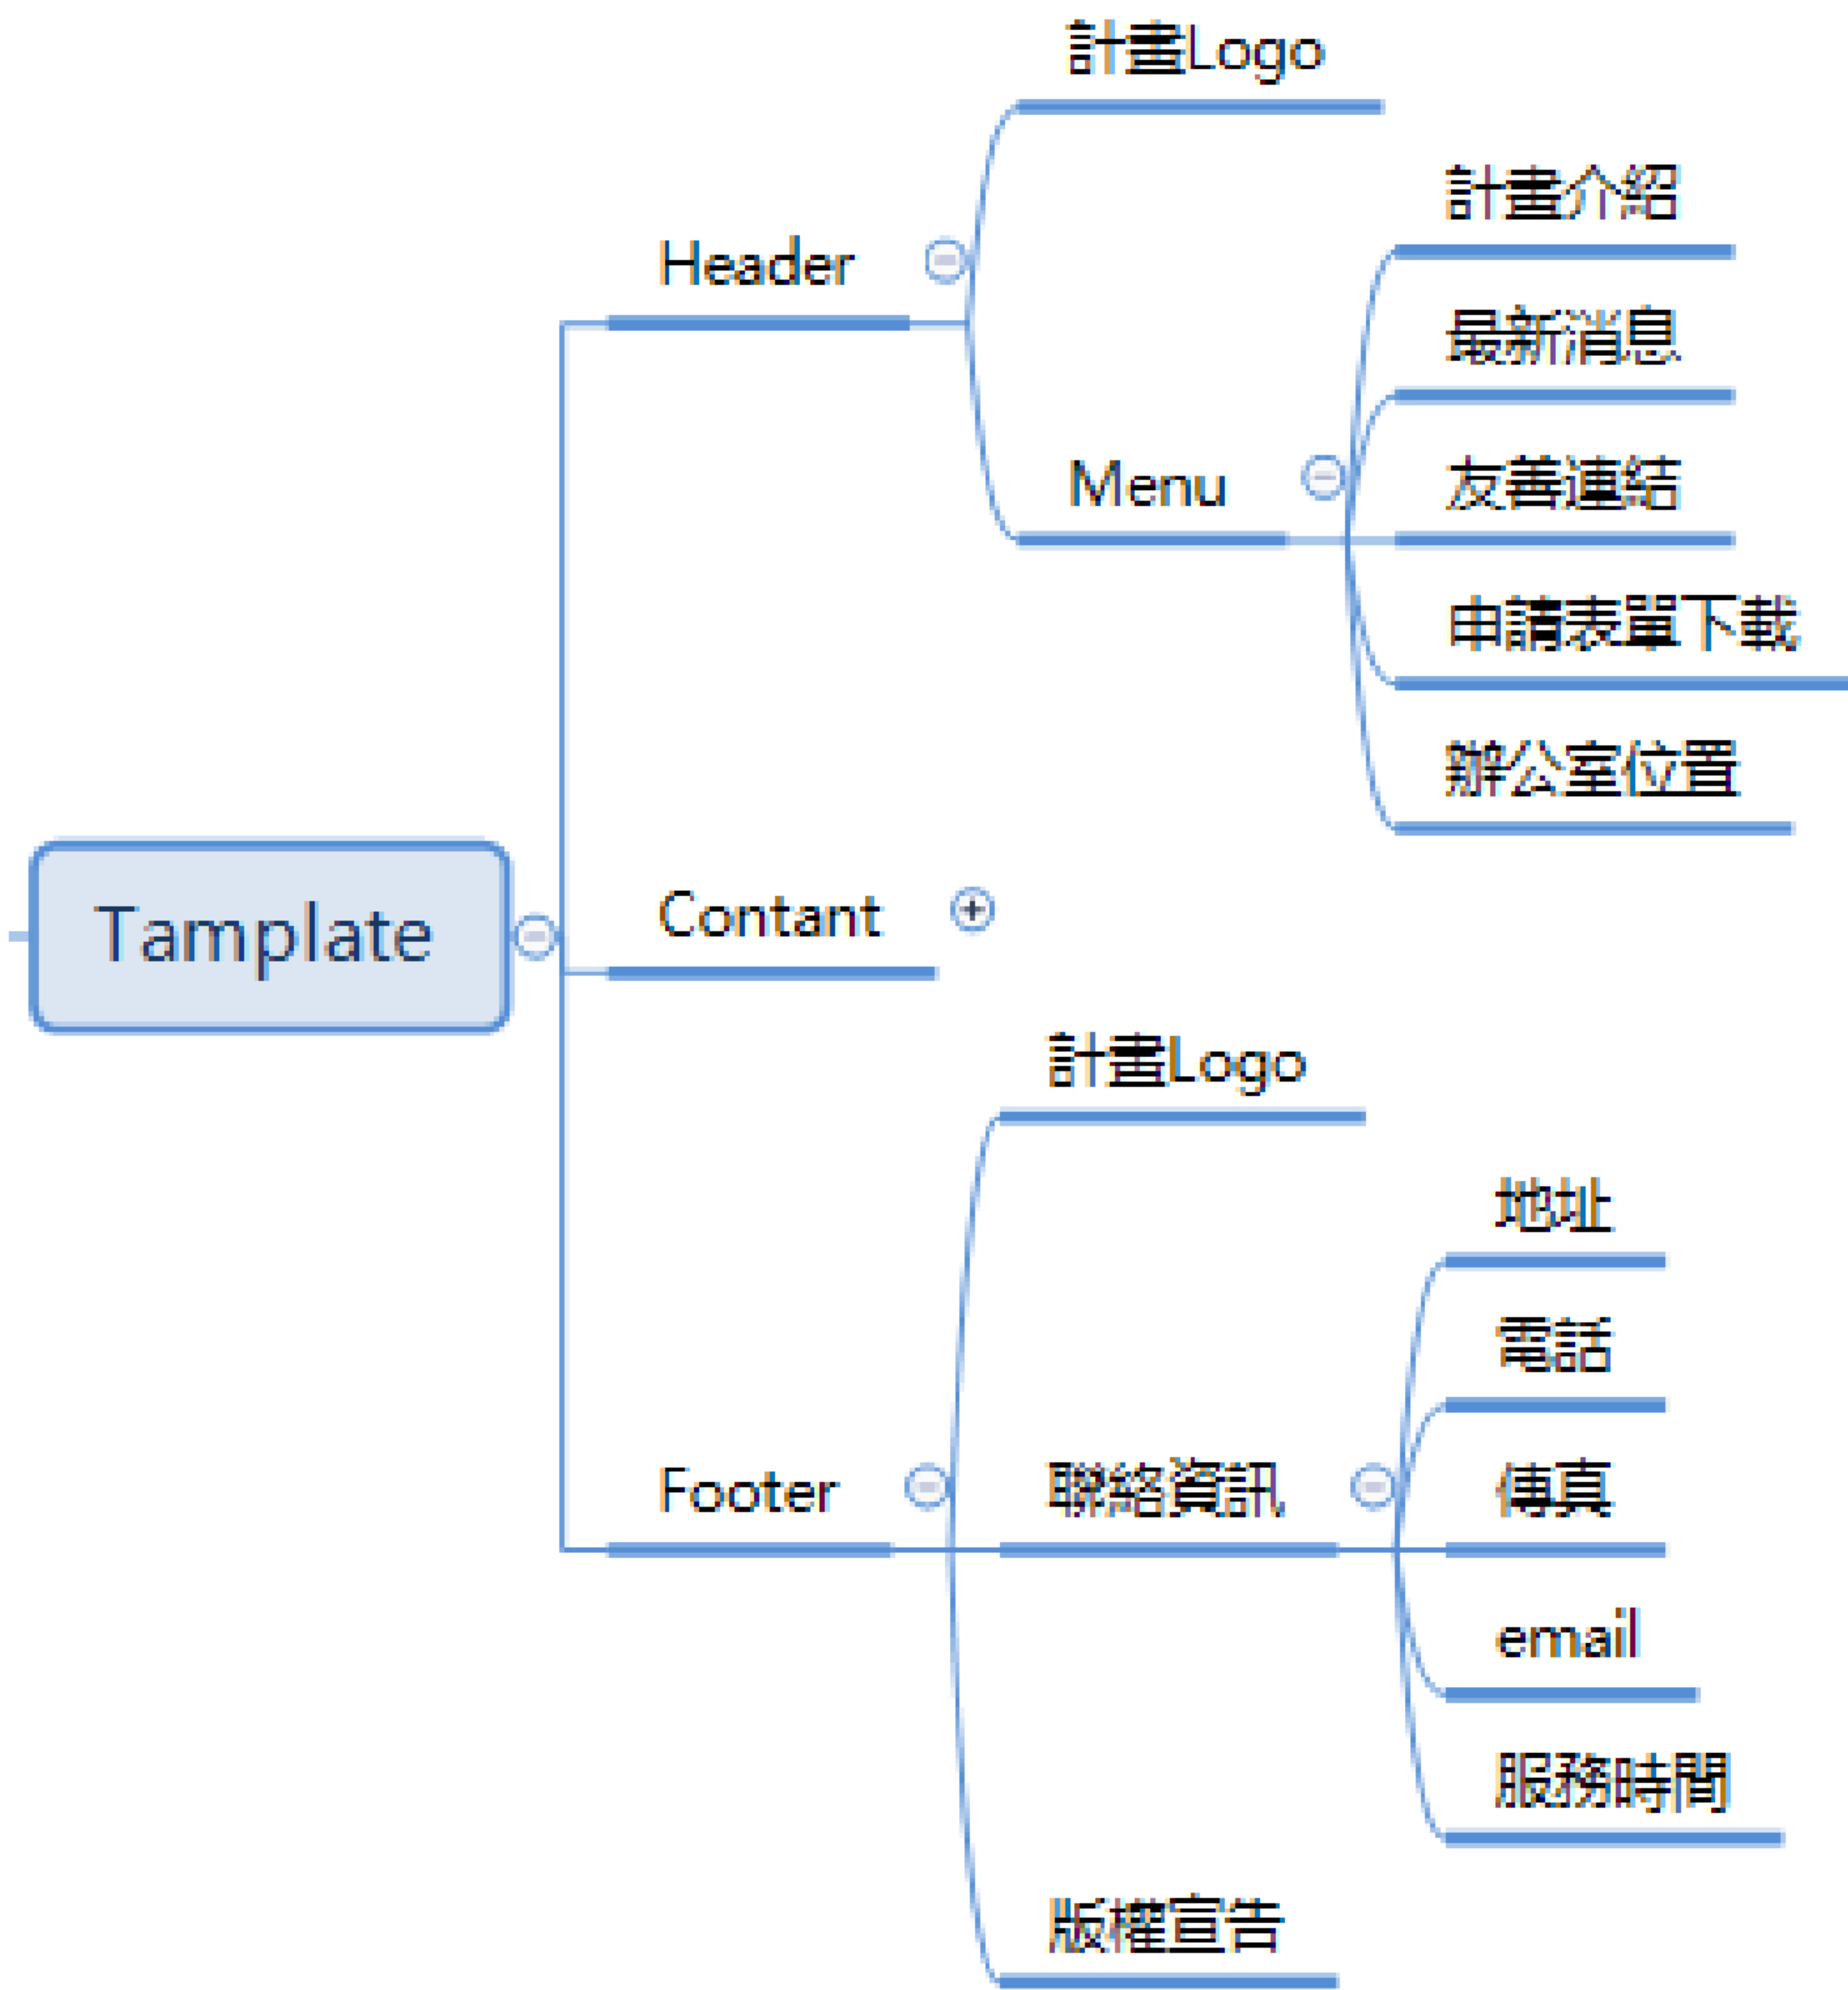 計畫Logo
計畫介紹
Header
最新消息
Menu
友善連結
申請表單下載
辦公室位置
Tamplate
Contant
計畫Logo
地址
電話
Footer
聯絡資訊
傳真
email
服務時間
版權宣告